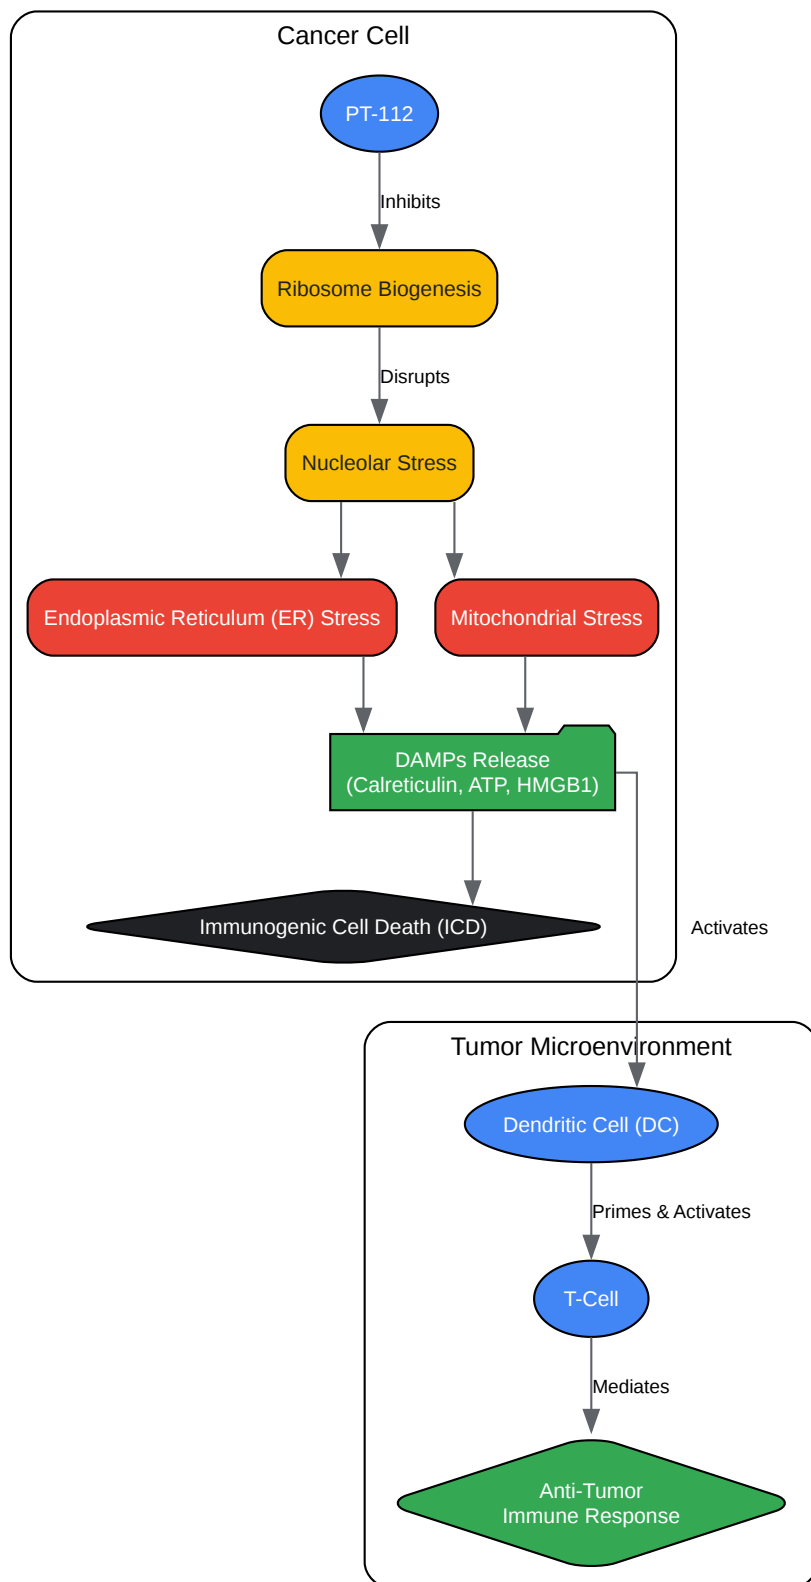 Cancer Cell
PT-112
Inhibits
Ribosome Biogenesis
Disrupts
Nucleolar Stress
Endoplasmic Reticulum (ER) Stress
Mitochondrial Stress
DAMPs Release
(Calreticulin, ATP, HMGB1)
Immunogenic Cell Death (ICD)
Activates
Tumor Microenvironment
Dendritic Cell (DC)
Primes & Activates
T-Cell
Mediates
Anti-Tumor
Immune Response